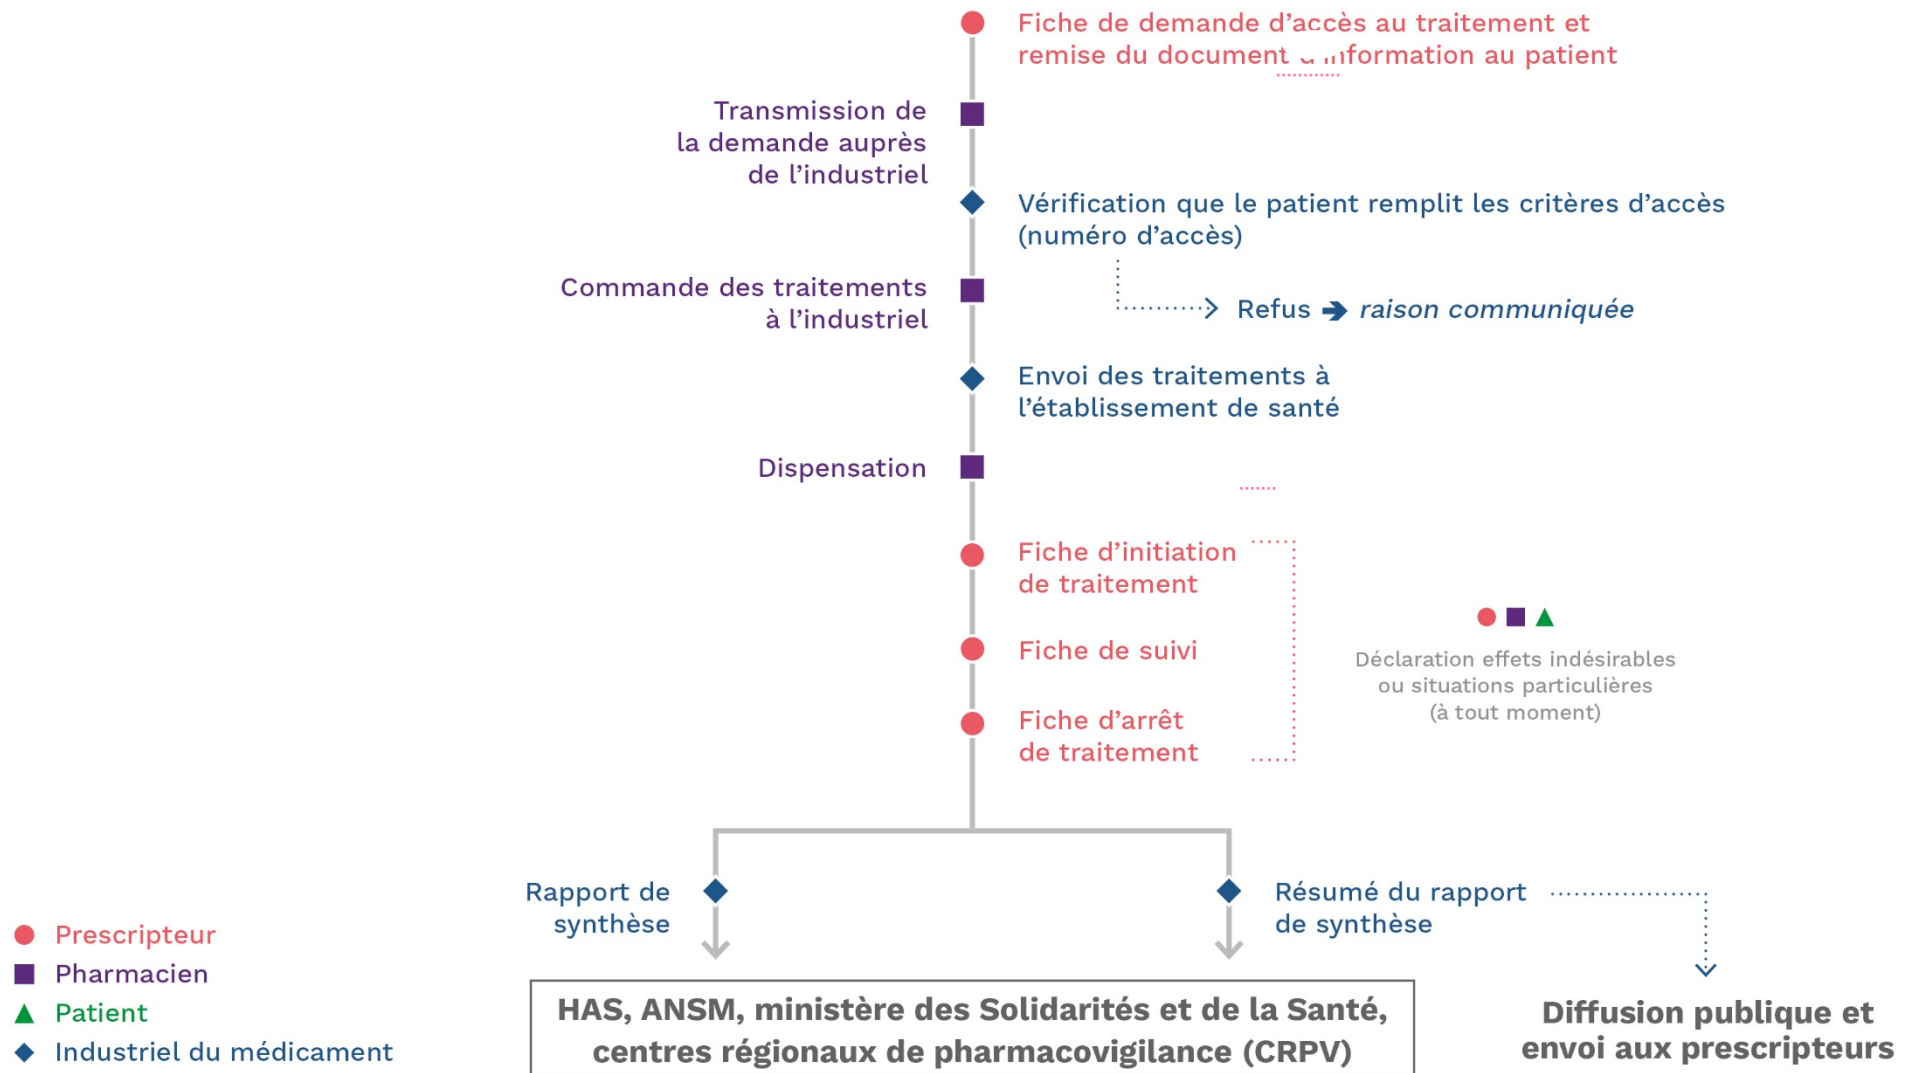 Fiche de demande d'accès au traitement et
remise du document d'information au patient
Transmission de
la demande auprès
de l'industriel
Vérification que le patient remplit les critères d'accès
(numéro d'accès)
Commande des traitements
à l'industriel
Refus ➔ raison communiquée
Envoi des traitements à
l'établissement de santé
Dispensation
Fiche d'initiation
de traitement
Fiche de suivi
Déclaration effets indésirables
ou situations particulières
(à tout moment)
Fiche d'arrêt
de traitement
Rapport de
synthèse
Résumé du rapport
de synthèse
Prescripteur
Pharmacien
Patient
Industriel du médicament
HAS, ANSM, ministère des Solidarités et de la Santé,
centres régionaux de pharmacovigilance (CRPV)
Diffusion publique et
envoi aux prescripteurs